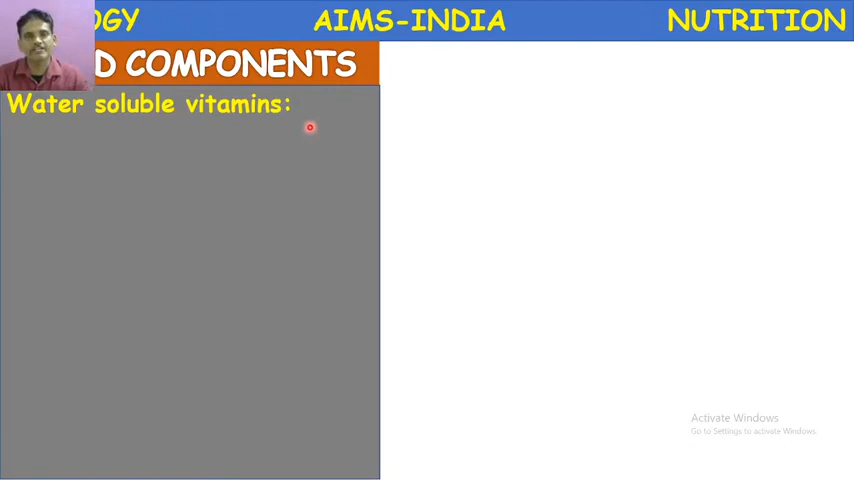 OGY AIMS-INDIA NUTRITION
D COMPONENTS
Water soluble vitamins:
Activate Windows
Go to Settings to activate Windows.